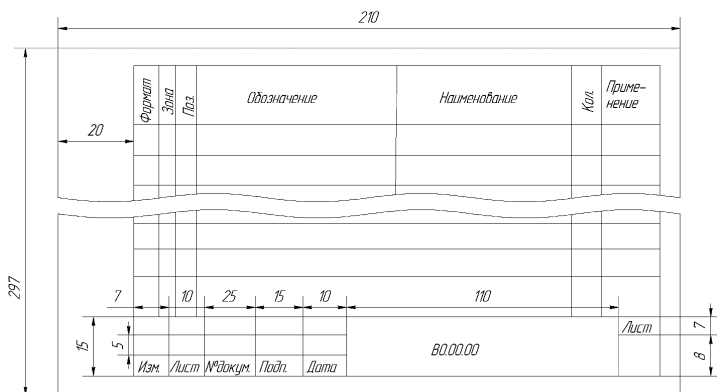 210
Формат
Зона
Поз.
Обозначение
Наименование
Кол.
Приме-
нение
20
297
7
10
25
15
10
110
15
5
Изм.
Лист
№докум.
Подп.
Дата
В0.00.00
Лист
7
8